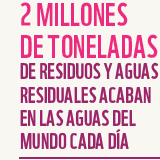 2 MILLONES
DE TONELADAS
DE RESIDUOS Y AGUAS
RESIDUALES ACABAN
EN LAS AGUAS DEL
MUNDO CADA DÍA